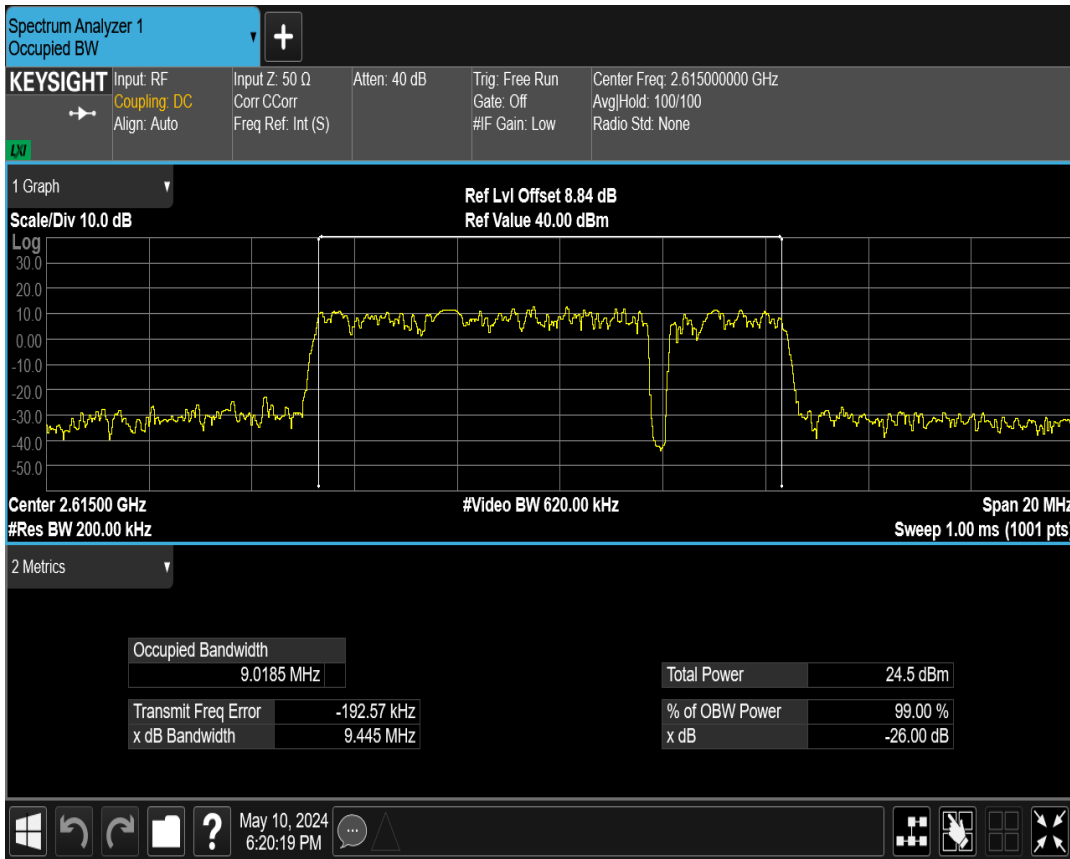 Spectrum Analyzer 1
Occupied BW
+
KEYSIGHT
LXI
Input: RF
Coupling: DC
Align: Auto
Input Z: 50 Ω
Corr CCorr
Freq Ref: Int (S)
Atten: 40 dB
Trig: Free Run
Gate: Off
#IF Gain: Low
Center Freq: 2.615000000 GHz
Avg|Hold: 100/100
Radio Std: None
1 Graph
Ref Lvl Offset 8.84 dB
Scale/Div 10.0 dB
Ref Value 40.00 dBm
Log
30.0
20.0
10.0
0.00
-10.0
-20.0
-30.0
-40.0
-50.0
Center 2.61500 GHz
#Video BW 620.00 kHz
Span 20 MHz
#Res BW 200.00 kHz
Sweep 1.00 ms (1001 pts)
2 Metrics
Occupied Bandwidth
9.0185 MHz
Total Power 24.5 dBm
Transmit Freq Error -192.57 kHz
% of OBW Power 99.00 %
x dB Bandwidth 9.445 MHz
x dB -26.00 dB
?
May 10, 2024
6:20:19 PM